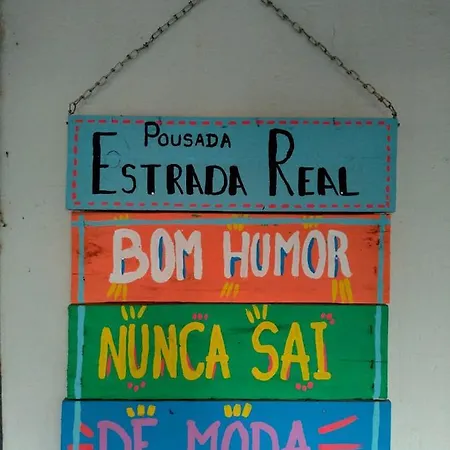 POUSADA
ESTRADA REAL
BOM HUMOR
NUNCA SAI
DE MODA